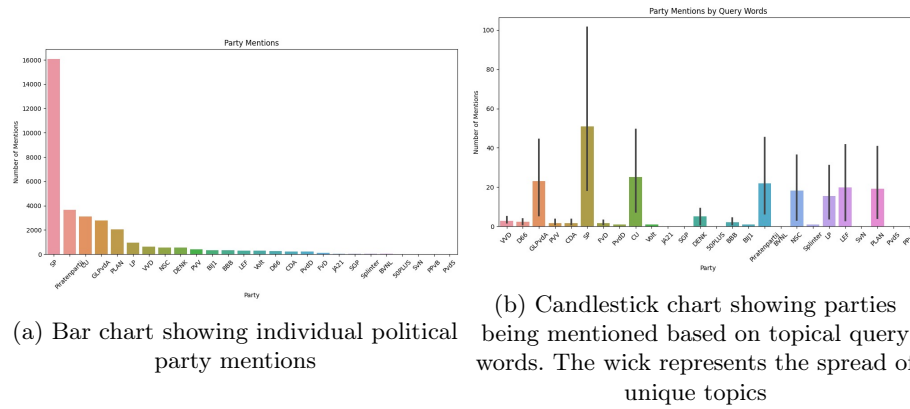 Party Mentions
Number of Mentions
16000
14000
12000
10000
8000
6000
4000
2000
0
SP
Piratenpartij
CU
GLPvda
PLAN
LP
VVD
NSC
DENK
PVV
BIJ1
BBB
LEF
Volt
D66
CDA
PvdD
FvD
JA21
SGP
Splinter
BVNL
50PLUS
SvN
PPvB
PvdS
Party
(a) Bar chart showing individual political
party mentions
Party Mentions by Query Words
Number of Mentions
100
80
60
40
20
0
VVD
D66
GLPvda
PVV
CDA
SP
FvD
PvdD
CU
Volt
JA21
SGP
DENK
50PLUS
BBB
BIJ1
Piratenpartij
BVNL
NSC
Splinter
LP
LEF
SvN
PLAN
PvdS
PP
Party
(b) Candlestick chart showing parties
being mentioned based on topical query
words. The wick represents the spread of
unique topics